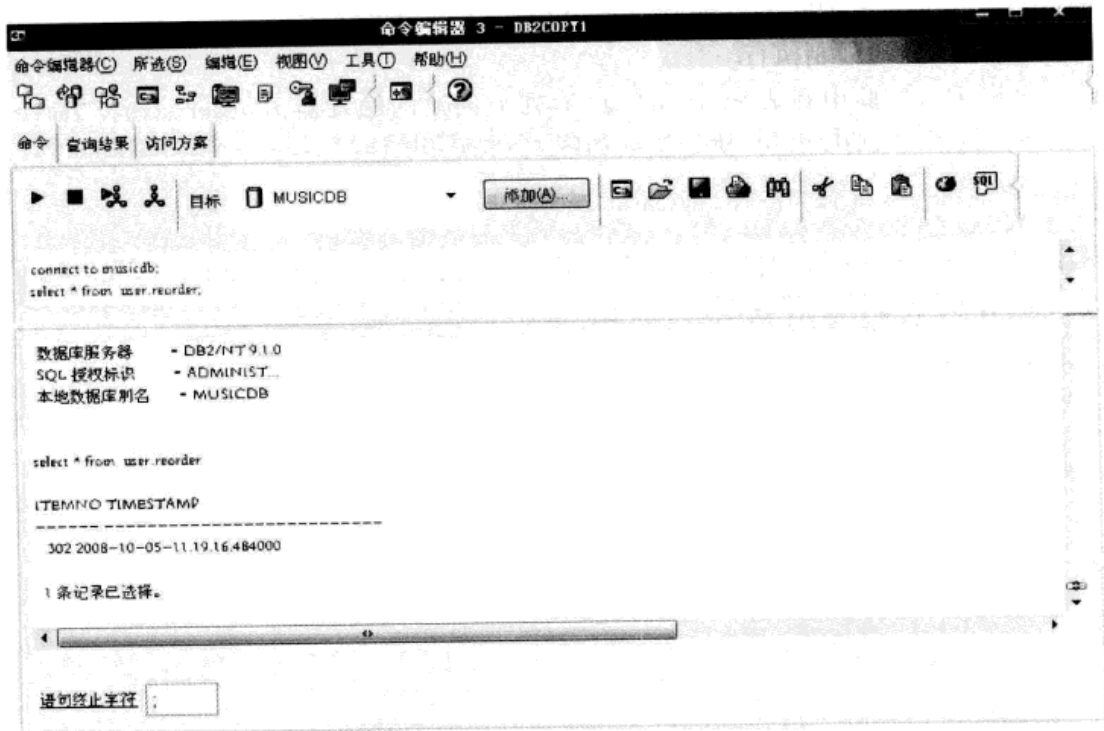 命令编辑器 3 - DB2COPY1
命令编辑器(C) 所选(S) 编辑(E) 视图(V) 工具(T) 帮助(H)
命令 查询结果 访问方案
目标 MUSICDB 添加(A)... SQL
connect to musicdb;
select * from user.reorder;
数据库服务器 = DB2/NT 9.1.0
SQL 授权标识 = ADMINIST...
本地数据库别名 = MUSICDB
select * from user.reorder
ITEMNO TIMESTAMP
------------------------------------
302 2008-10-05-11.19.16.484000
1 条记录已选择。
语句终止字符 ;